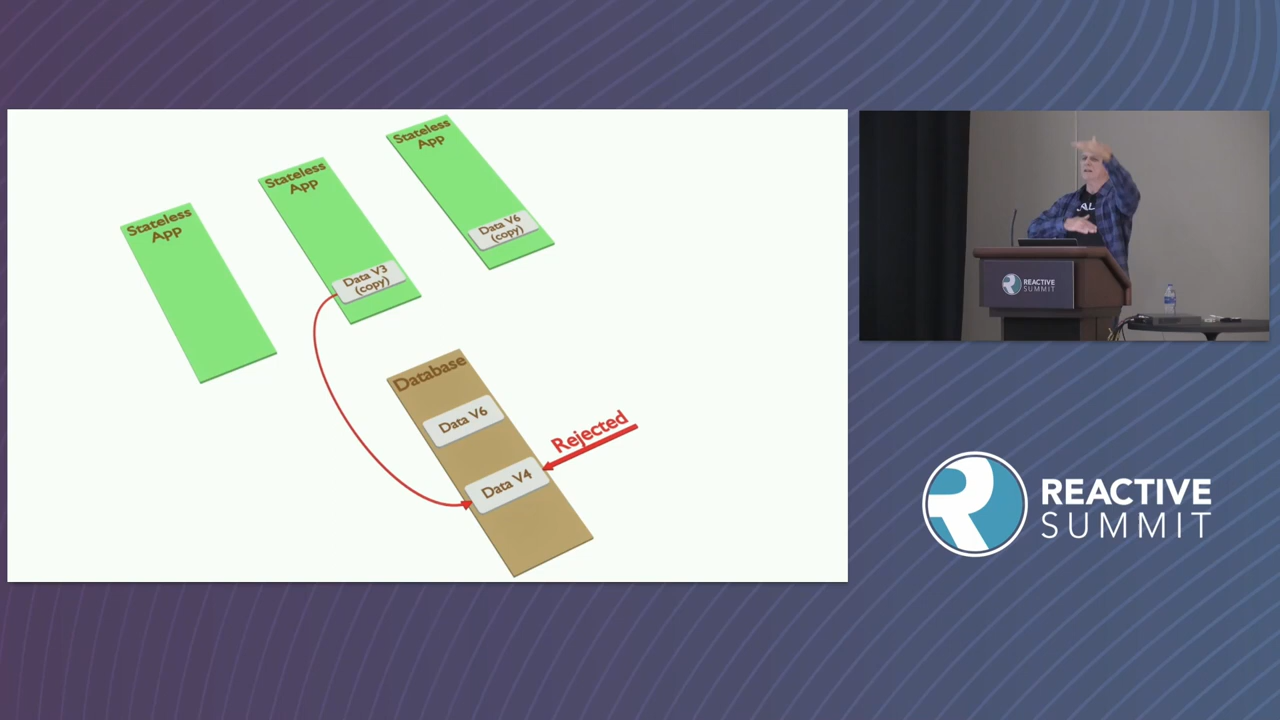 Stateless
App
Stateless
App
Stateless
App
Data V6
(copy)
Data V3
(copy)
Database
Data V6
Rejected
Data V4
REACTIVE
SUMMIT
REACTIVE
SUMMIT